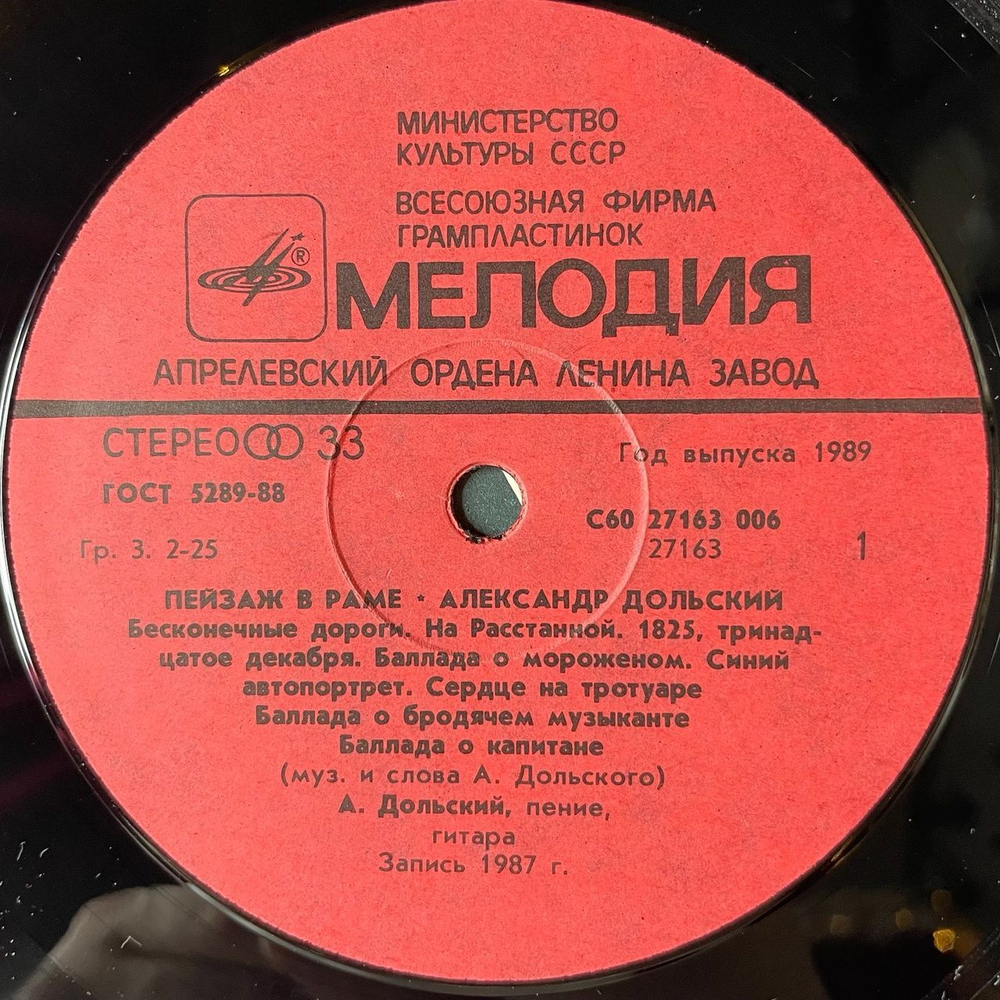 МИНИСТЕРСТВО
КУЛЬТУРЫ СССР
ВСЕСОЮЗНАЯ ФИРМА
ГРАМПЛАСТИНОК
®
МЕЛОДИЯ
АПРЕЛЕВСКИЙ ОРДЕНА ЛЕНИНА ЗАВОД
СТЕРЕО 33
Год выпуска 1989
ГОСТ 5289-88
С60 27163 006
Гр. 3. 2-25
27163
1
ПЕЙЗАЖ В РАМЕ * АЛЕКСАНДР ДОЛЬСКИЙ
Бесконечные дороги. На Расстанной. 1825, тринад-
цатое декабря. Баллада о мороженом. Синий
автопортрет. Сердце на тротуаре
Баллада о бродячем музыканте
Баллада о капитане
(муз. и слова А. Дольского)
А. Дольский, пение,
гитара
Запись 1987 г.